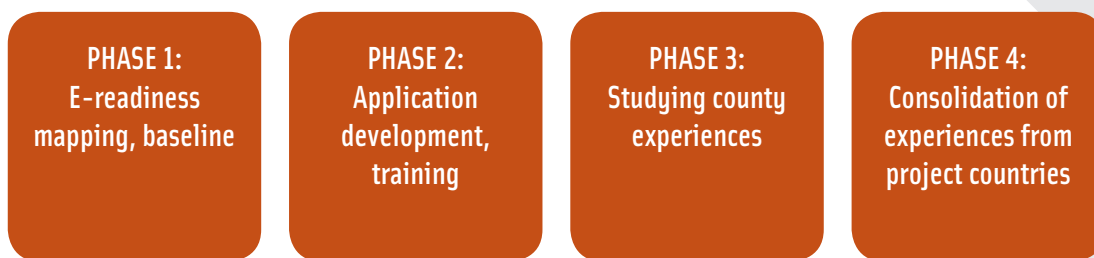 PHASE 1:
E-readiness
mapping, baseline
PHASE 2:
Application
development,
training
PHASE 3:
Studying county
experiences
PHASE 4:
Consolidation of
experiences from
project countries